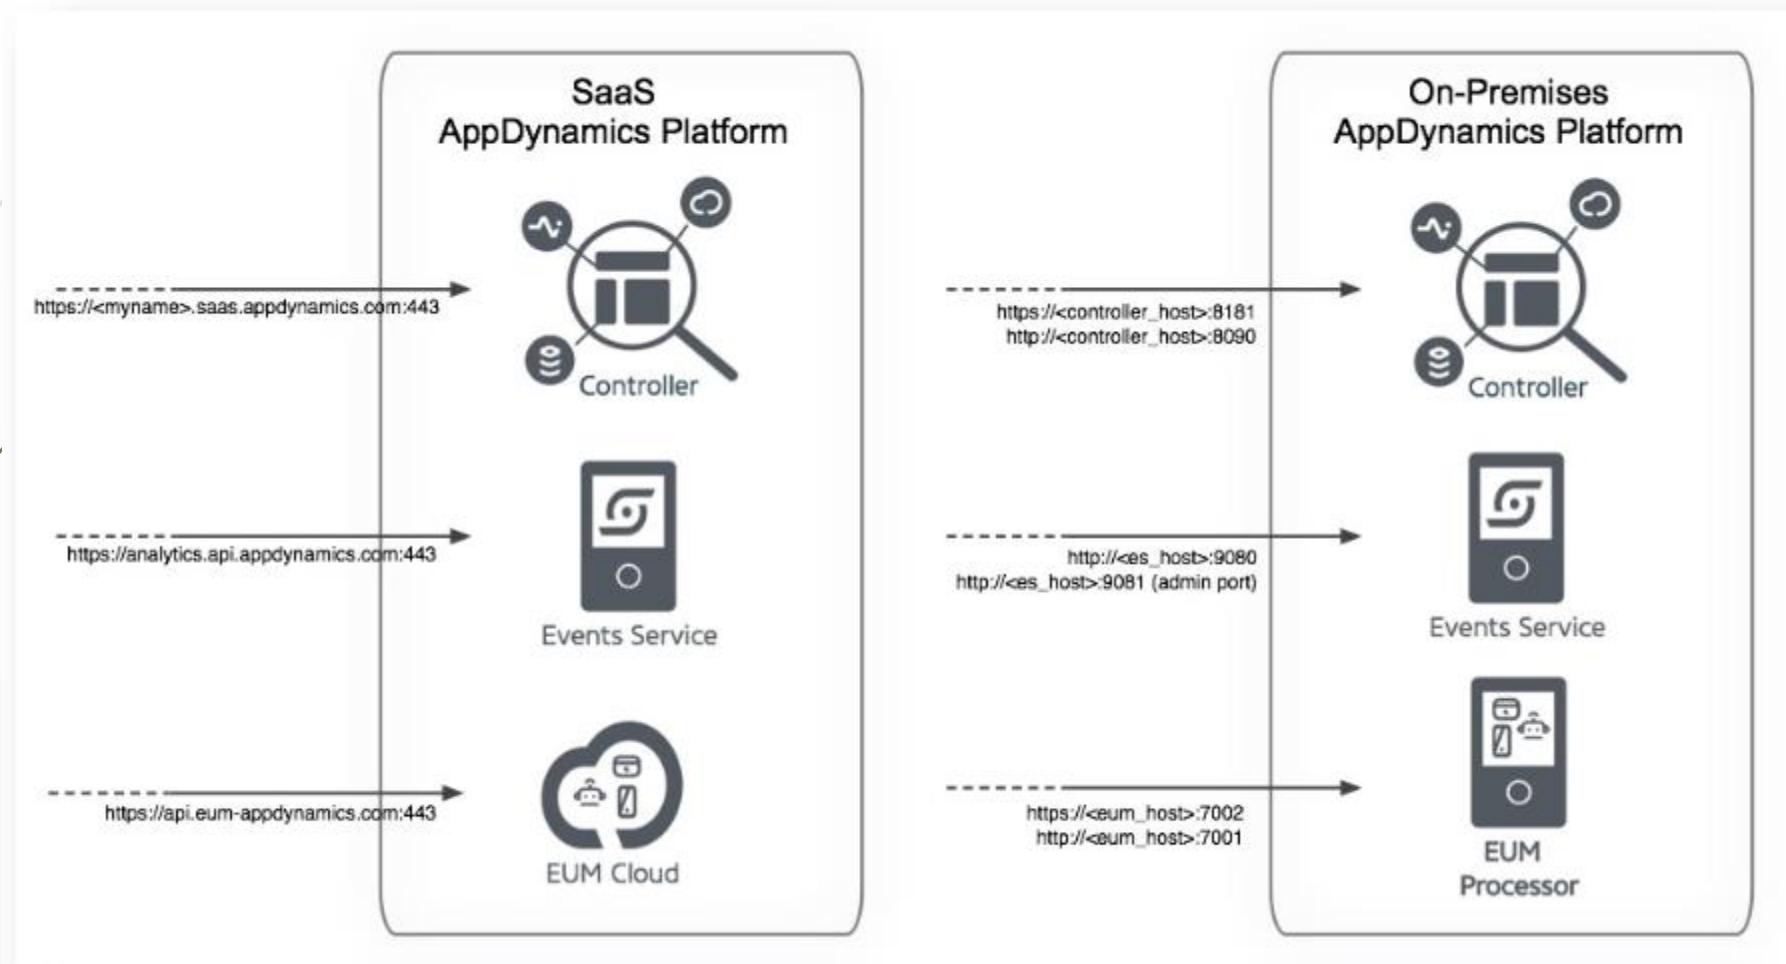 SaaS
AppDynamics Platform
https://<myname>.saas.appdynamics.com:443
Controller
https://analytics.api.appdynamics.com:443
Events Service
https://api.eum-appdynamics.com:443
EUM Cloud
On-Premises
AppDynamics Platform
https://<controller_host>:8181
http://<controller_host>:8090
Controller
http://<es_host>:9080
http://<es_host>:9081 (admin port)
Events Service
https://<eum_host>:7002
http://<eum_host>:7001
EUM
Processor